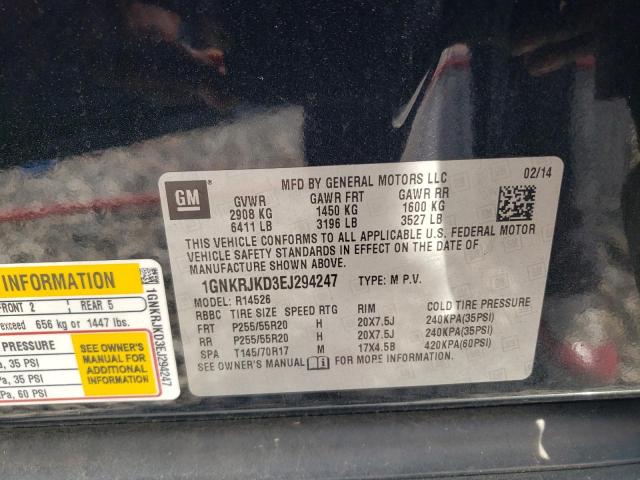 GM
MFD BY GENERAL MOTORS LLC
02/14
GVWR GAWR FRT GAWR RR
2908 KG 1450 KG 1600 KG
6411 LB 3196 LB 3527 LB
THIS VEHICLE CONFORMS TO ALL APPLICABLE U.S. FEDERAL MOTOR
VEHICLE SAFETY STANDARDS IN EFFECT ON THE DATE OF
MANUFACTURE SHOWN ABOVE.
1GNKRJKD3EJ294247 TYPE: M P.V.
MODEL: R14526
RBBC TIRE SIZE SPEED RTG RIM COLD TIRE PRESSURE
FRT P255/55R20 H 20X7.5J 240KPA(35PSI)
RR P255/55R20 H 20X7.5J 240KPA(35PSI)
SPA T145/70R17 M 17X4.5B 420KPA(60PSI)
SEE OWNER'S MANUAL FOR MORE INFORMATION.
INFORMATION
FRONT 2 REAR 5
exceed 656 kg or 1447 lbs.
PRESSURE
a, 35 PSI
a, 35 PSI
Pa, 60 PSI
SEE OWNER'S
MANUAL FOR
ADDITIONAL
INFORMATION
1GNKRJKD3EJ294247